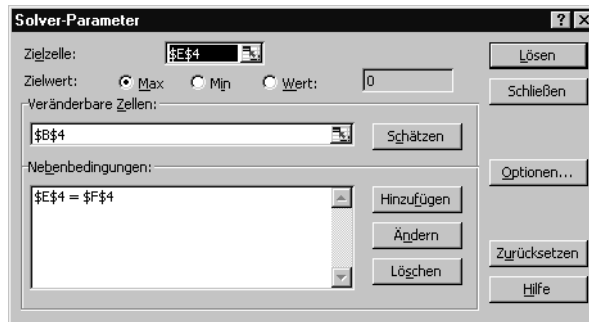 Solver-Parameter
Zielzelle: $E$4
Lösen
Zielwert: Max Min Wert: 0
Schließen
Veränderbare Zellen:
$B$4 Schätzen
Nebenbedingungen:
Optionen...
$E$4 = $F$4
Hinzufügen
Ändern
Zurücksetzen
Löschen
Hilfe